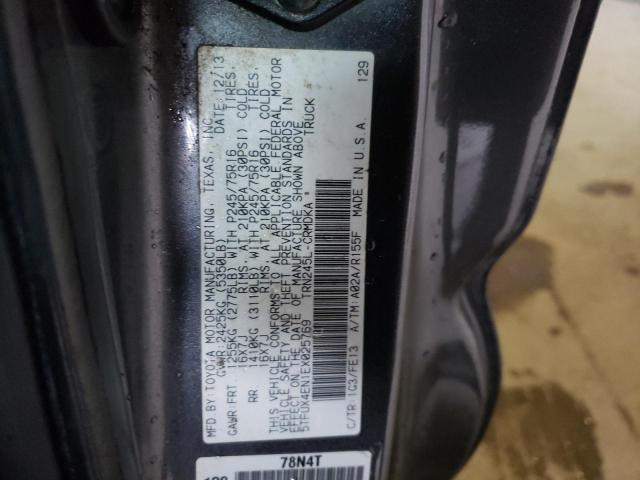 MFD.BY:TOYOTA MOTOR MANUFACTURING, TEXAS, INC. DATE: 12/13
GVWR:2425KG (5350LB)
GAWR:FRT. 1255KG (2775LB) WITH P245/75R16 TIRES,
16X7J RIMS, AT 210KPA (30PSI) COLD
RR. 1410KG (3110LB) WITH P245/75R16 TIRES,
16X7J RIMS, AT 210KPA (30PSI) COLD
THIS VEHICLE CONFORMS TO ALL APPLICABLE FEDERAL MOTOR
VEHICLE SAFETY AND THEFT PREVENTION STANDARDS IN
EFFECT ON THE DATE OF MANUFACTURE SHOWN ABOVE.
5TFUX4EN1EX025769 TRN245L-CRMDKA TRUCK
C/TR:1G3/FE13 A/TM:A02A/R155F MADE IN U.S.A. 129
78N4T